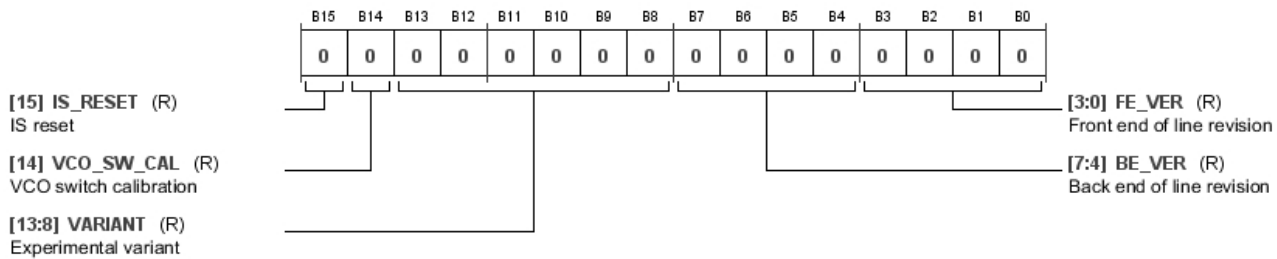 B15 B14 B13 B12 B11 B10 B9 B8 B7 B6 B5 B4 B3 B2 B1 B0
0 0 0 0 0 0 0 0 0 0 0 0 0 0 0 0
[15] IS_RESET (R)
IS reset
[14] VCO_SW_CAL (R)
VCO switch calibration
[13:8] VARIANT (R)
Experimental variant
[3:0] FE_VER (R)
Front end of line revision
[7:4] BE_VER (R)
Back end of line revision